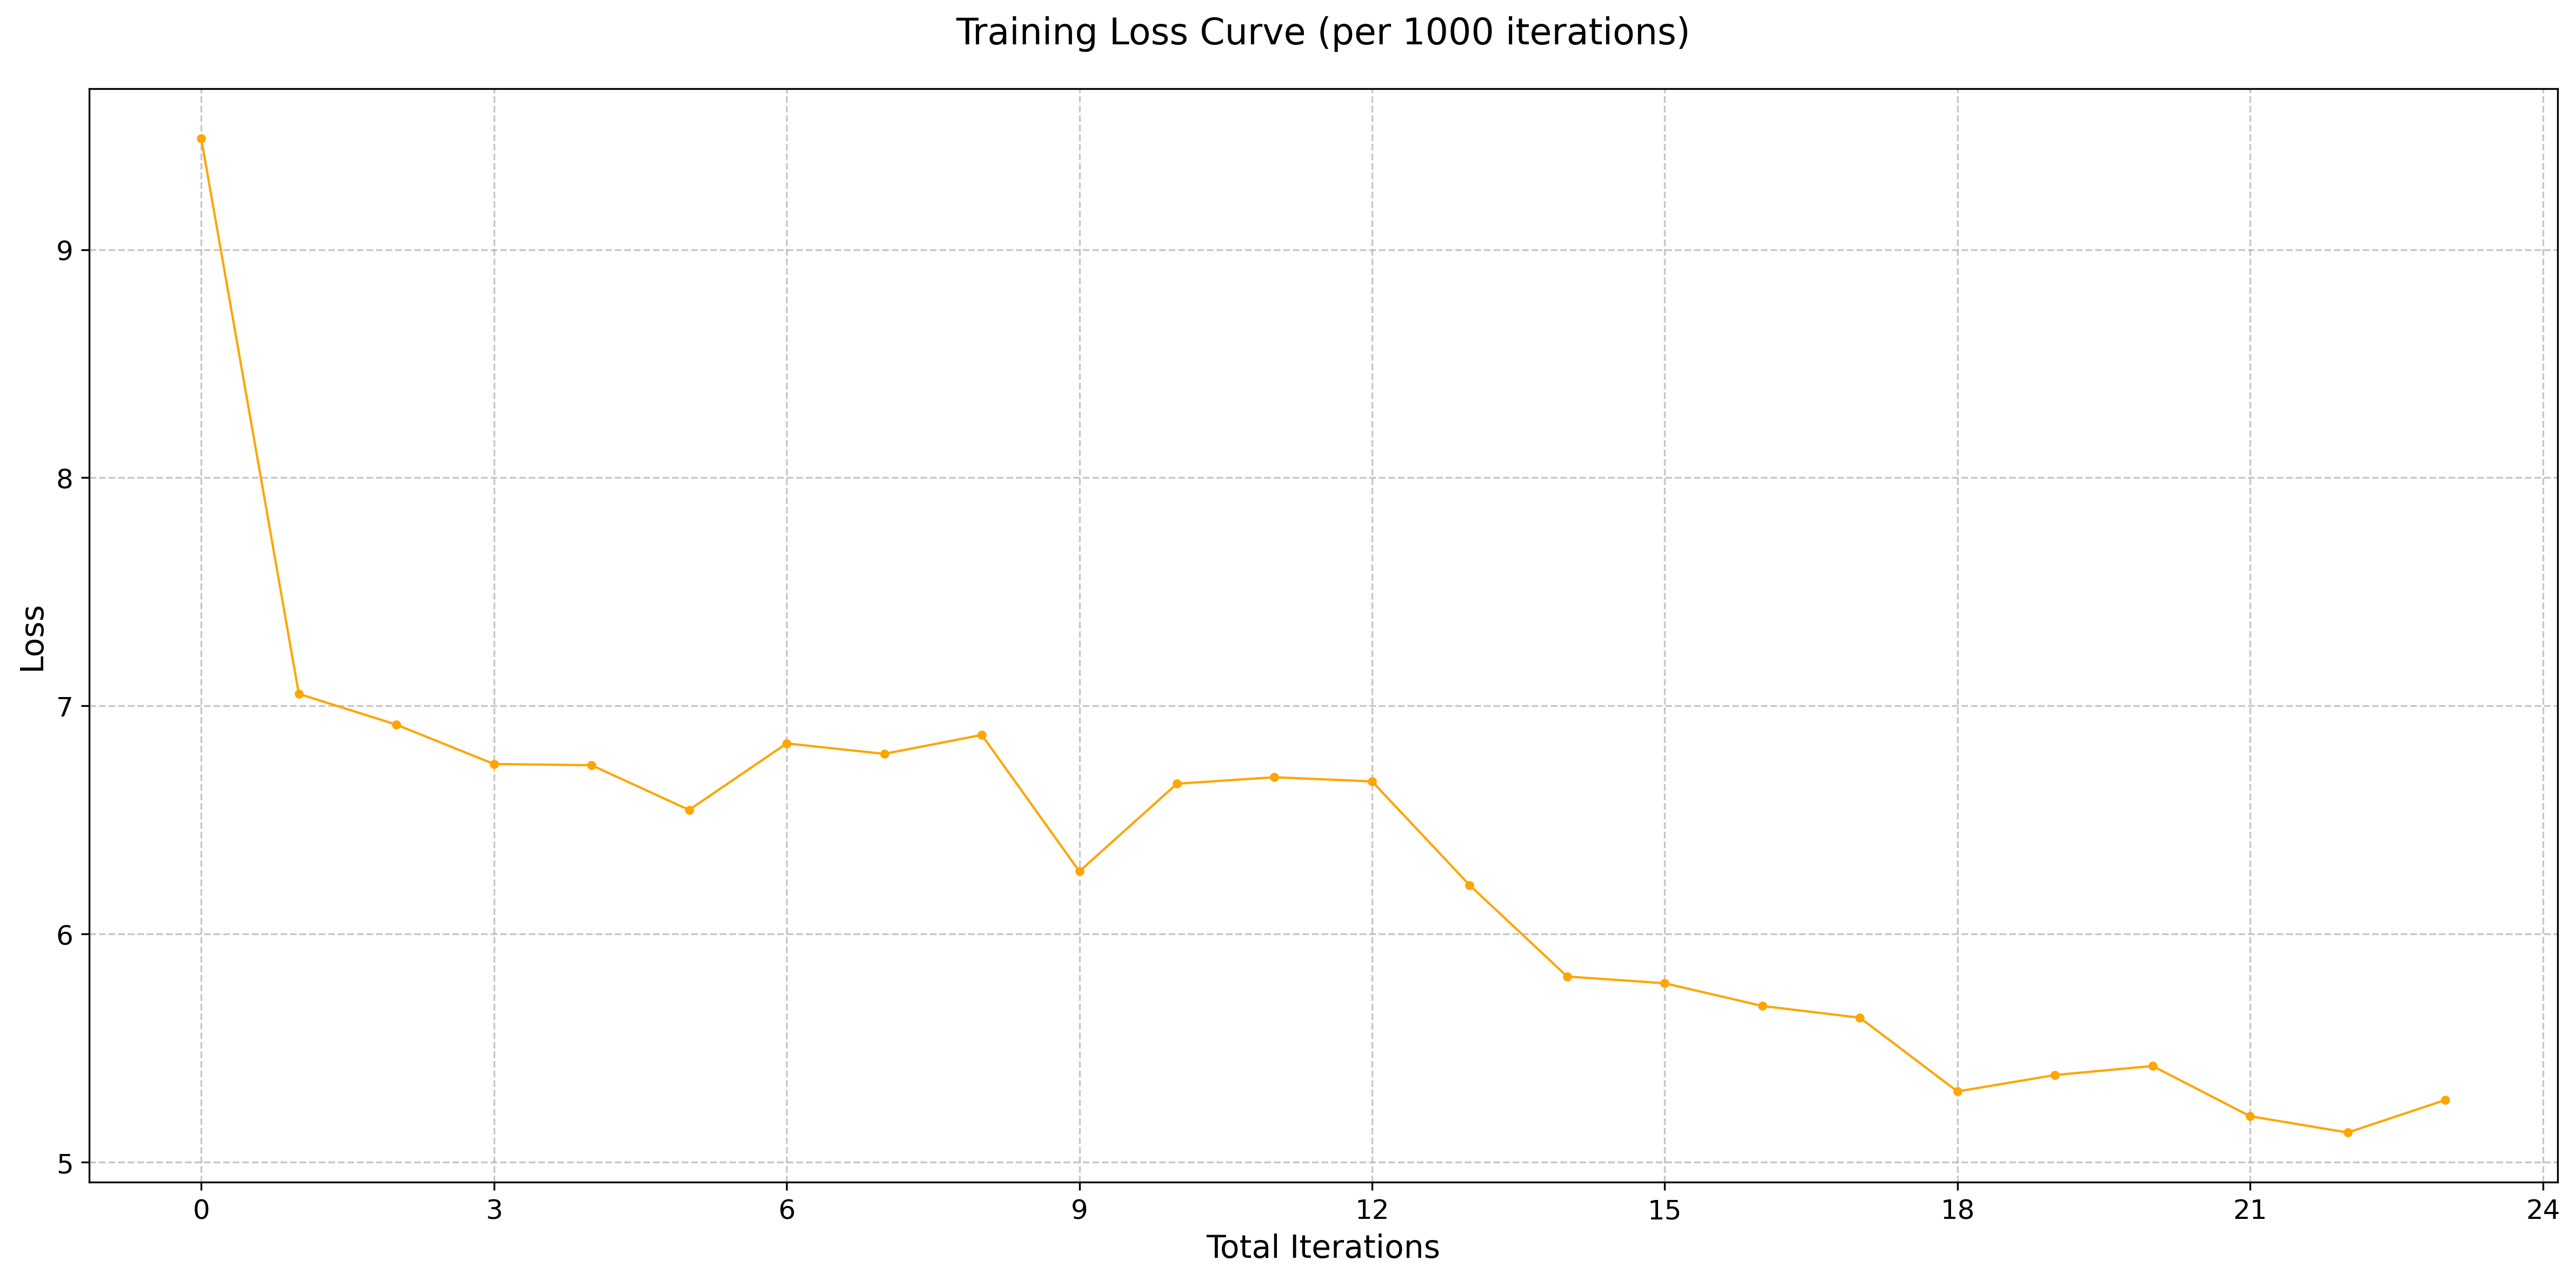 Training Loss Curve (per 1000 iterations)
9
8
7
6
5
Loss
0 3 6 9 12 15 18 21 24
Total Iterations